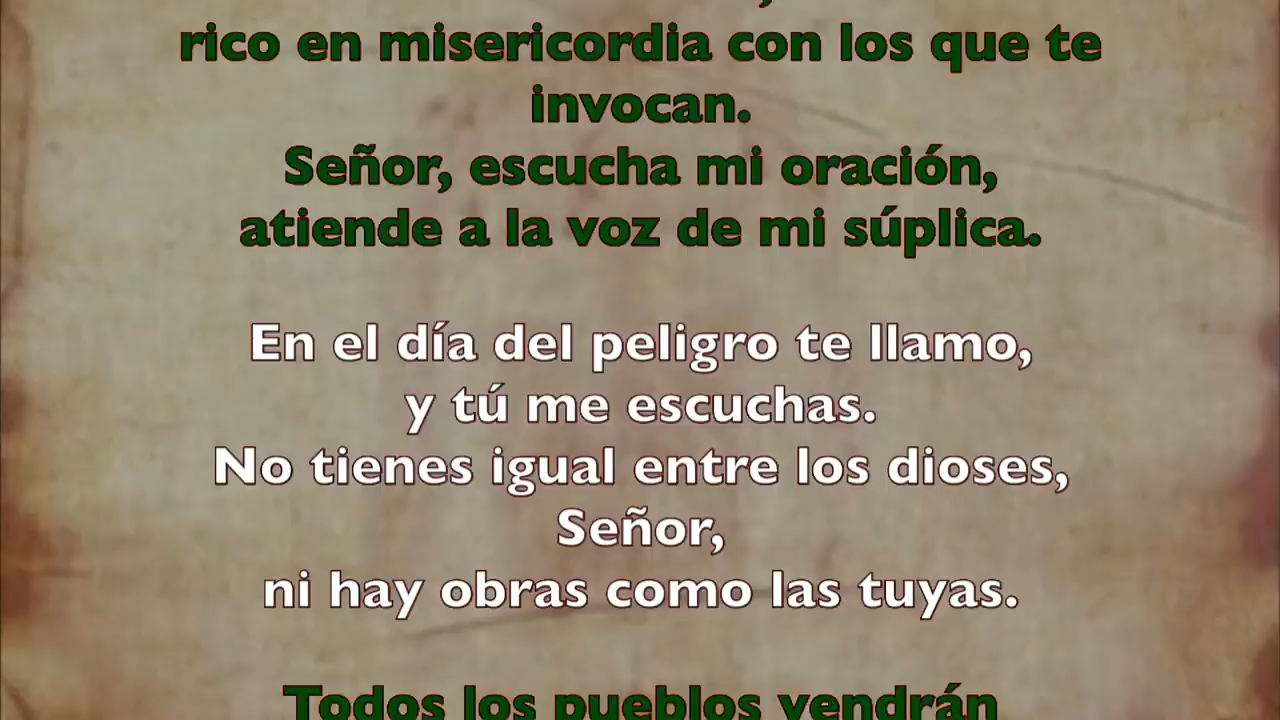 rico en misericordia con los que te
invocan.
Señor, escucha mi oración,
atiende a la voz de mi súplica.
En el día del peligro te llamo,
y tú me escuchas.
No tienes igual entre los dioses,
Señor,
ni hay obras como las tuyas.
Todos los pueblos vendrán